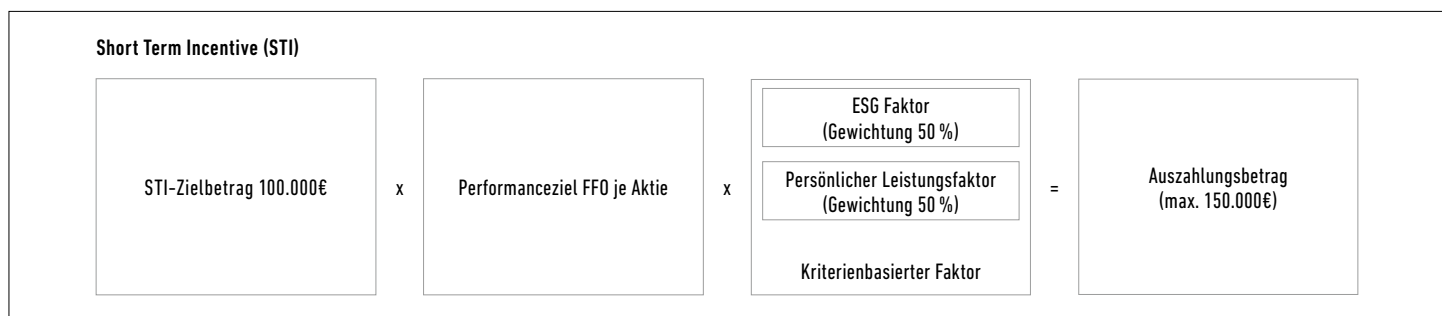 Short Term Incentive (STI)
STI-Zielbetrag 100.000€
x
Performanceziel FFO je Aktie
x
ESG Faktor
(Gewichtung 50 %)
Persönlicher Leistungsfaktor
(Gewichtung 50 %)
Kriterienbasierter Faktor
=
Auszahlungsbetrag
(max. 150.000€)